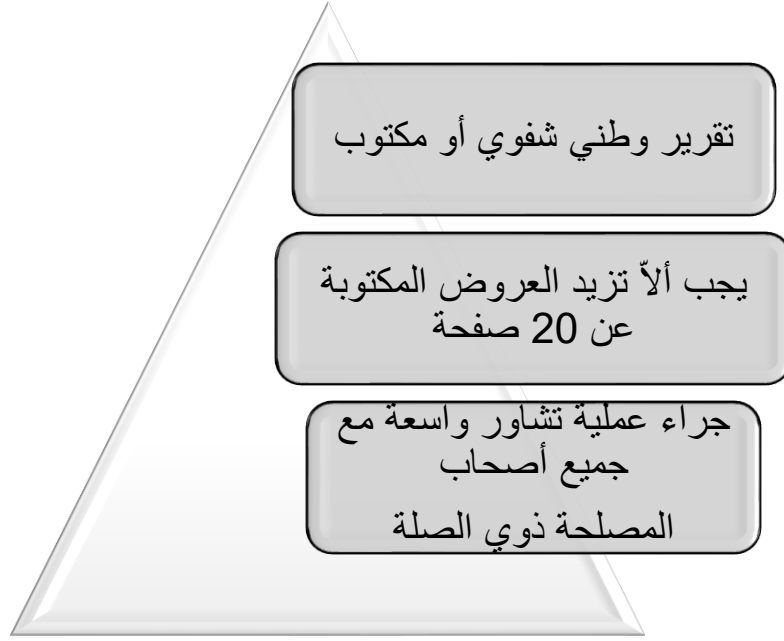 تقرير وطني شفوي أو مكتوب
يجب ألاّ تزيد العروض المكتوبة
عن 20 صفحة
جراء عملية تشاور واسعة مع
جميع أصحاب
المصلحة ذوي الصلة